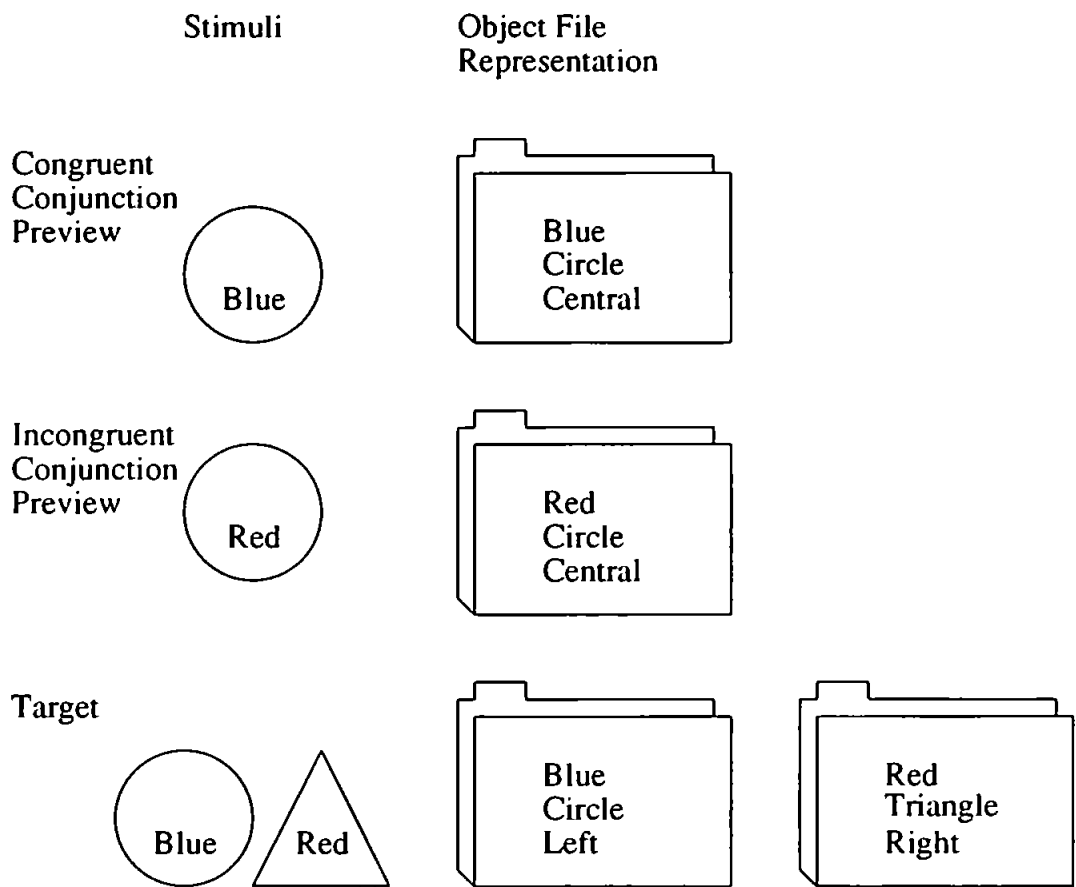 Stimuli
Object File
Representation
Congruent
Conjunction
Preview
Blue
Blue
Circle
Central
Incongruent
Conjunction
Preview
Red
Red
Circle
Central
Target
Blue
Red
Blue
Circle
Left
Red
Triangle
Right